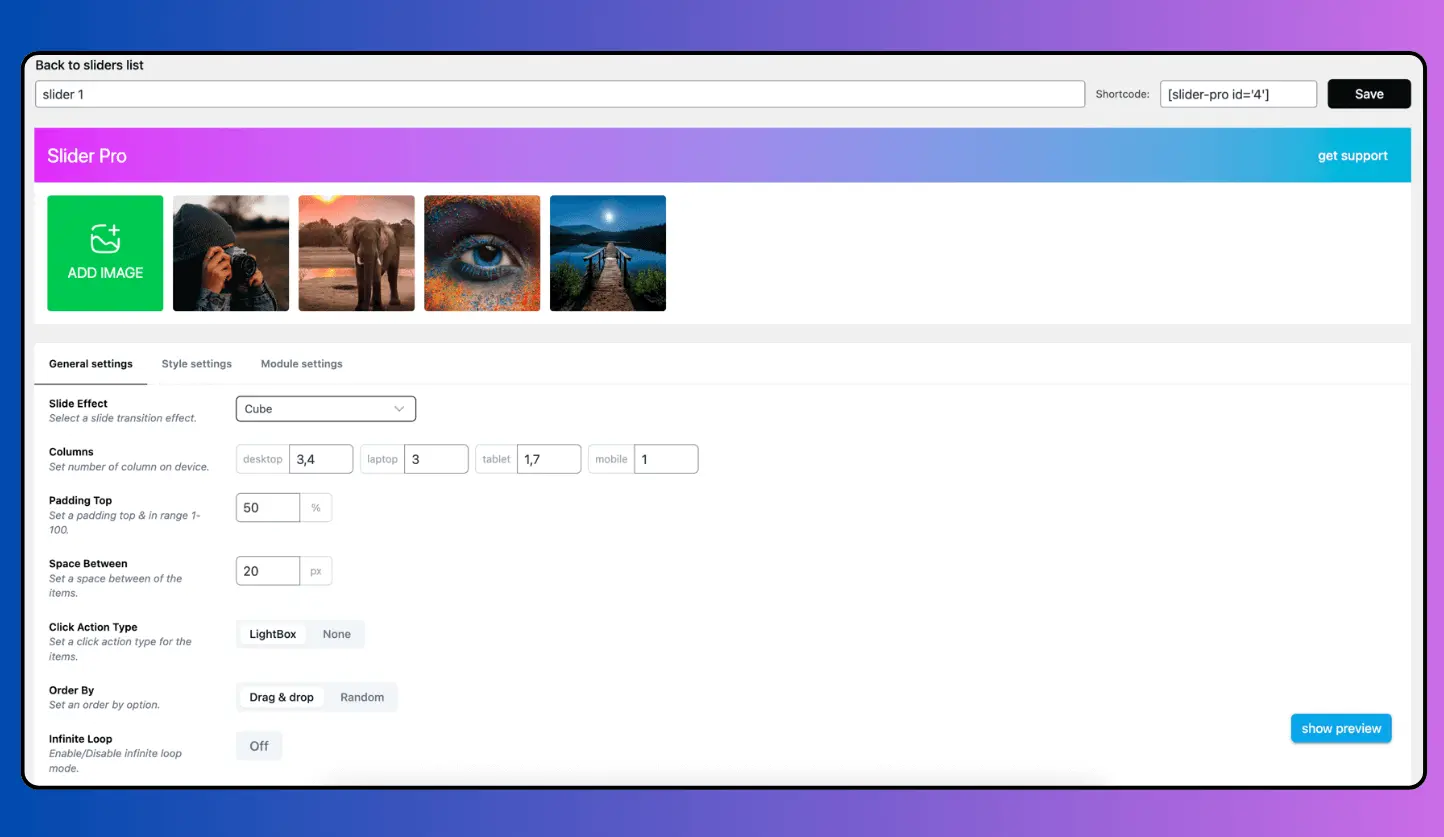 Back to sliders list
slider 1
Shortcode:
[slider-pro id='4']
Save
Slider Pro
get support
ADD IMAGE
General settings
Style settings
Module settings
Slide Effect
Select a slide transition effect.
Cube
Columns
Set number of column on device.
desktop
3,4
laptop
3
tablet
1,7
mobile
1
Padding Top
Set a padding top & in range 1-
100.
50
%
Space Between
Set a space between of the
items.
20
px
Click Action Type
Set a click action type for the
items.
LightBox
None
Order By
Set an order by option.
Drag & drop
Random
Infinite Loop
Enable/Disable infinite loop
mode.
Off
show preview